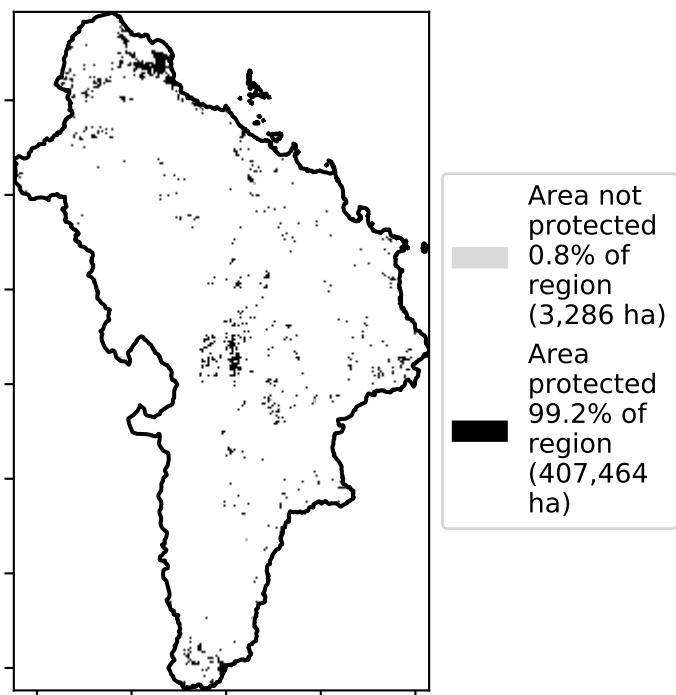 Area not
protected
0.8% of
region
(3,286 ha)
Area
protected
99.2% of
region
(407,464
ha)